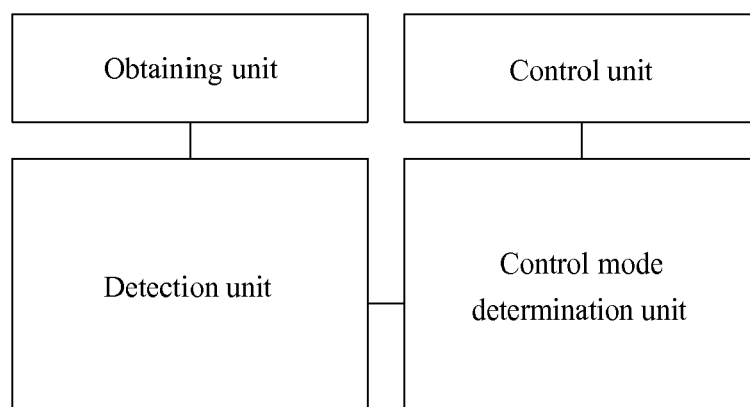 Obtaining unit
Control unit
Detection unit
Control mode
determination unit